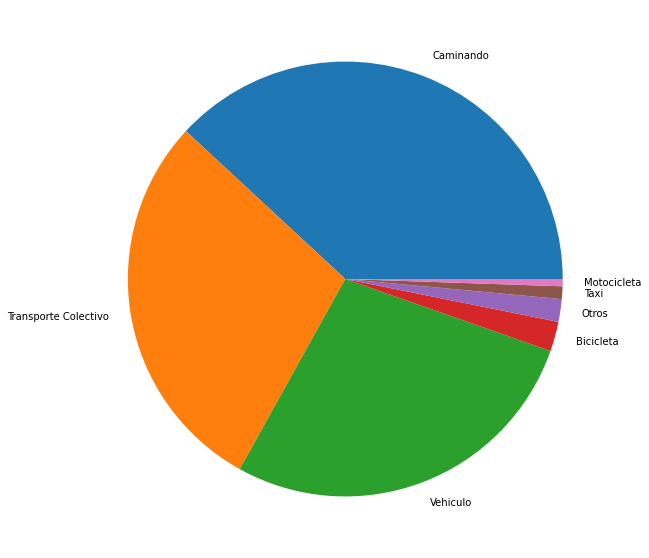 Caminando
Motocicleta
Taxi
Otros
Transporte Colectivo
Bicicleta
Vehiculo